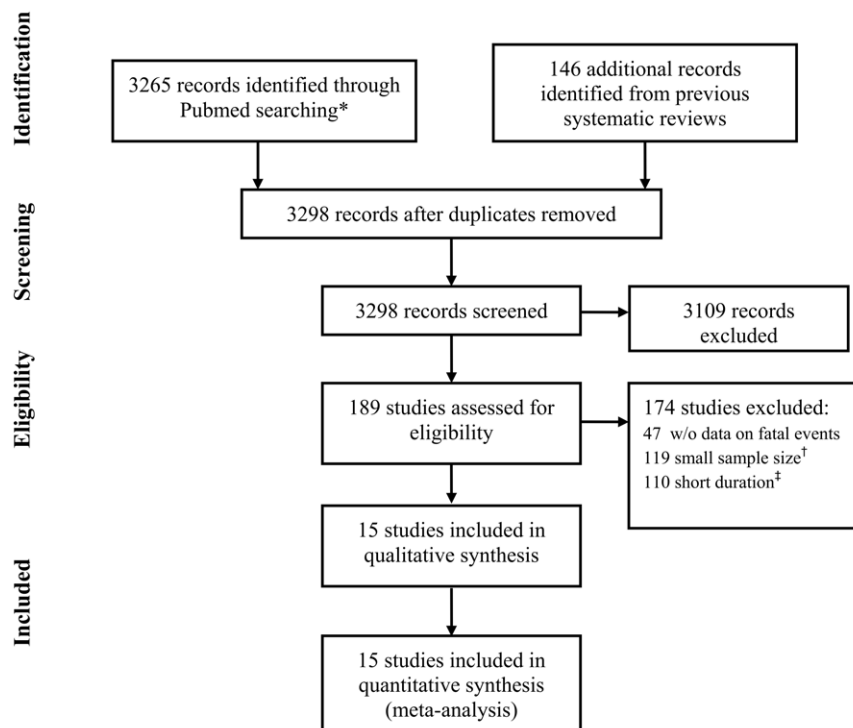 Identification
3265 records identified through
Pubmed searching*
146 additional records
identified from previous
systematic reviews
Screening
3298 records after duplicates removed
3298 records screened
3109 records
excluded
Eligibility
189 studies assessed for
eligibility
174 studies excluded:
47 w/o data on fatal events
119 small sample size†
110 short duration‡
Included
15 studies included in
qualitative synthesis
15 studies included in
quantitative synthesis
(meta-analysis)